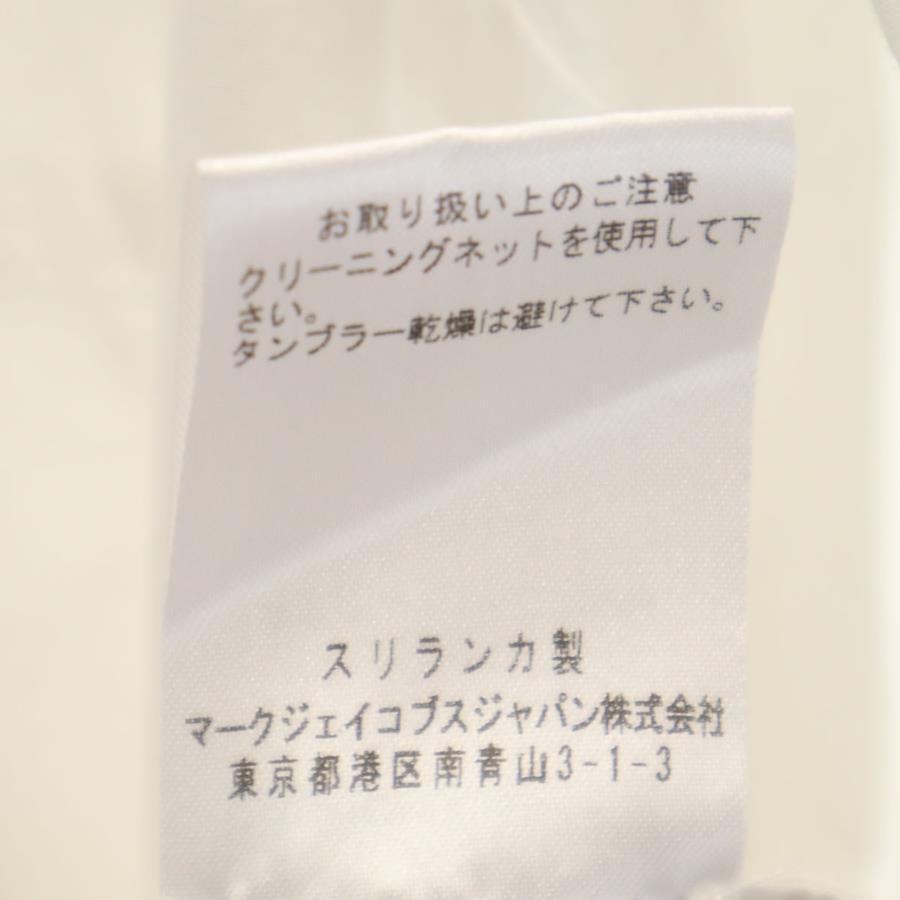 お取り扱い上のご注意
クリーニングネットを使用して下
さい。
タンブラー乾燥は避けて下さい。
スリランカ製
マークジェイコブスジャパン株式会社
東京都港区南青山3-1-3